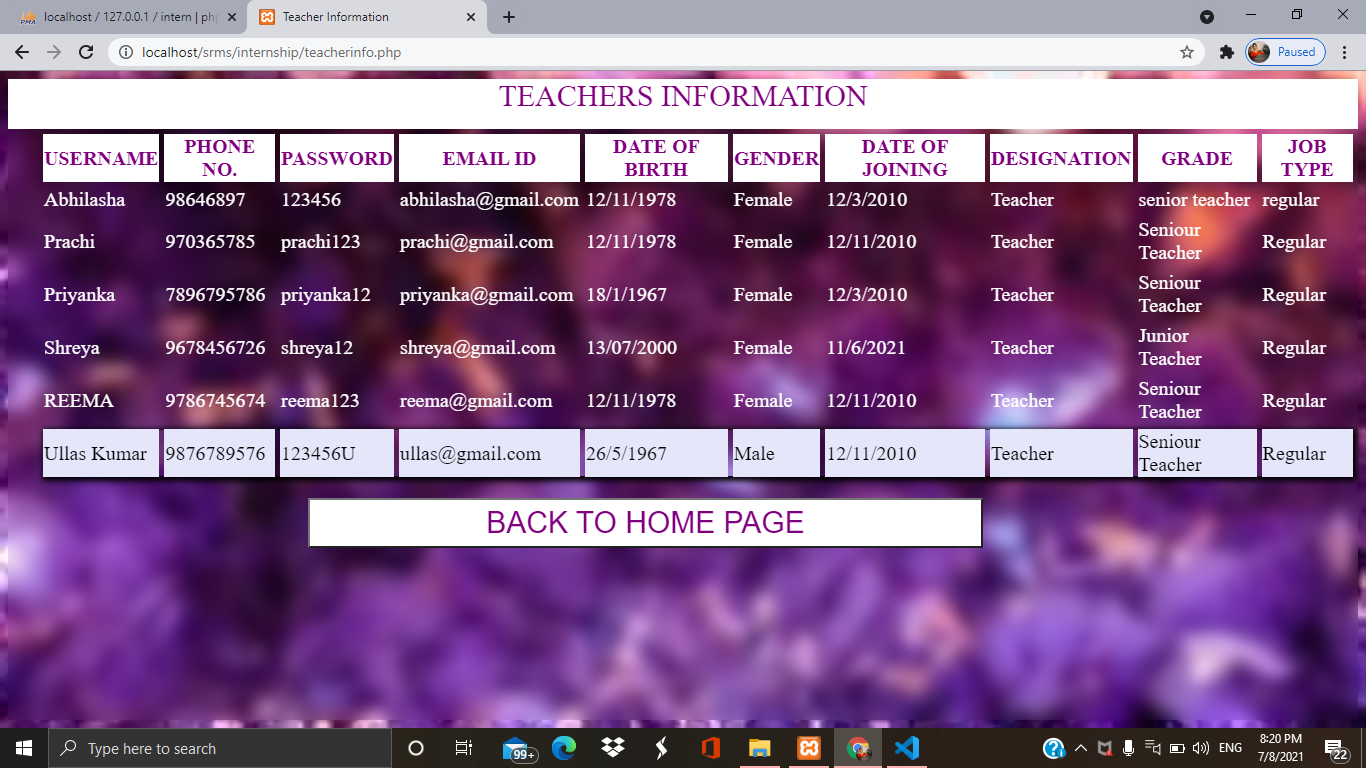 localhost / 127.0.0.1 / intern | php
Teacher Information
localhost/srms/internship/teacherinfo.php
Paused
TEACHERS INFORMATION
USERNAME PHONE NO. PASSWORD EMAIL ID DATE OF BIRTH GENDER DATE OF JOINING DESIGNATION GRADE JOB TYPE
Abhilasha 98646897 123456 abhilasha@gmail.com 12/11/1978 Female 12/3/2010 Teacher senior teacher regular
Prachi 970365785 prachi123 prachi@gmail.com 12/11/1978 Female 12/11/2010 Teacher Seniour Teacher Regular
Priyanka 7896795786 priyanka12 priyanka@gmail.com 18/1/1967 Female 12/3/2010 Teacher Seniour Teacher Regular
Shreya 9678456726 shreya12 shreya@gmail.com 13/07/2000 Female 11/6/2021 Teacher Junior Teacher Regular
REEMA 9786745674 reema123 reema@gmail.com 12/11/1978 Female 12/11/2010 Teacher Seniour Teacher Regular
Ullas Kumar 9876789576 123456U ullas@gmail.com 26/5/1967 Male 12/11/2010 Teacher Seniour Teacher Regular
BACK TO HOME PAGE
Type here to search
99+
ENG
8:20 PM
7/8/2021
22